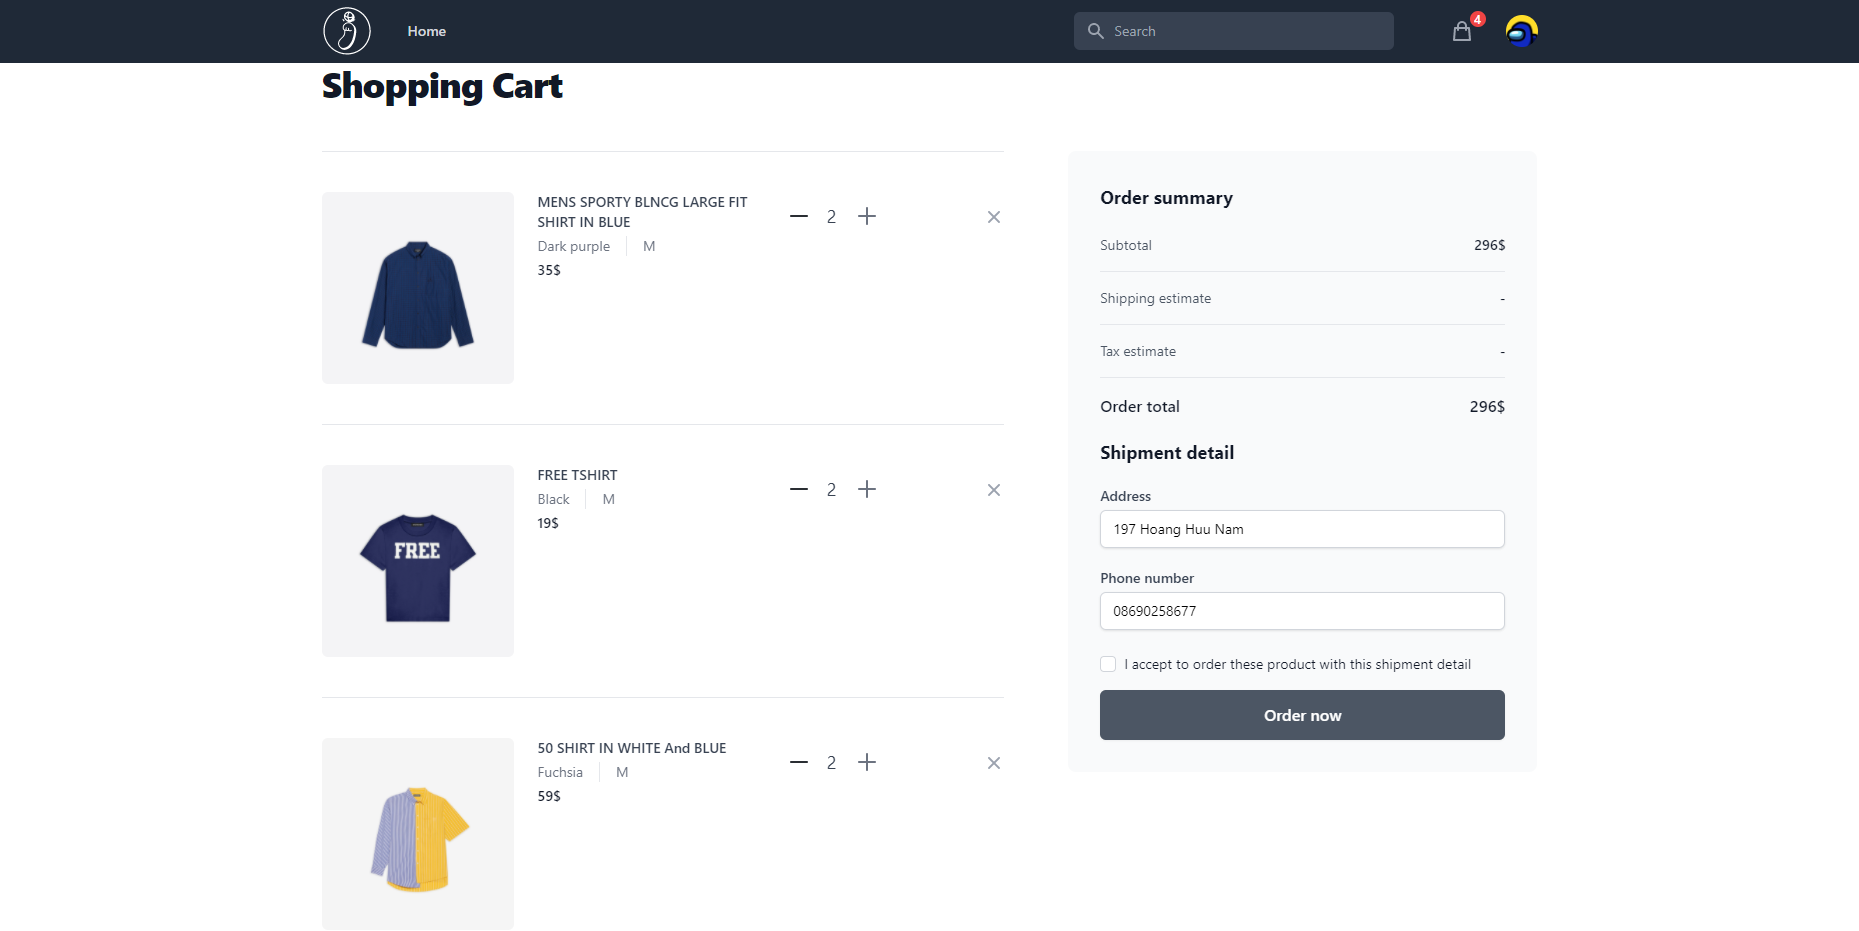 Home
Search
4
Shopping Cart
MENS SPORTY BLNCG LARGE FIT
SHIRT IN BLUE
Dark purple
M
35$
2
FREE
FREE TSHIRT
Black
M
19$
2
50 SHIRT IN WHITE And BLUE
Fuchsia
M
59$
2
Order summary
Subtotal
296$
Shipping estimate
-
Tax estimate
-
Order total
296$
Shipment detail
Address
197 Hoang Huu Nam
Phone number
08690258677
I accept to order these product with this shipment detail
Order now